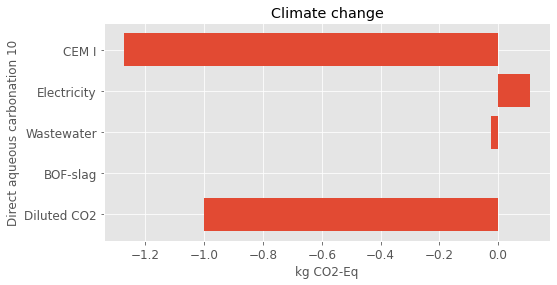 Climate change
Direct aqueous carbonation 10
CEM I
Electricity
Wastewater
BOF-slag
Diluted CO2
−1.2 −1.0 −0.8 −0.6 −0.4 −0.2 0.0
kg CO2-Eq